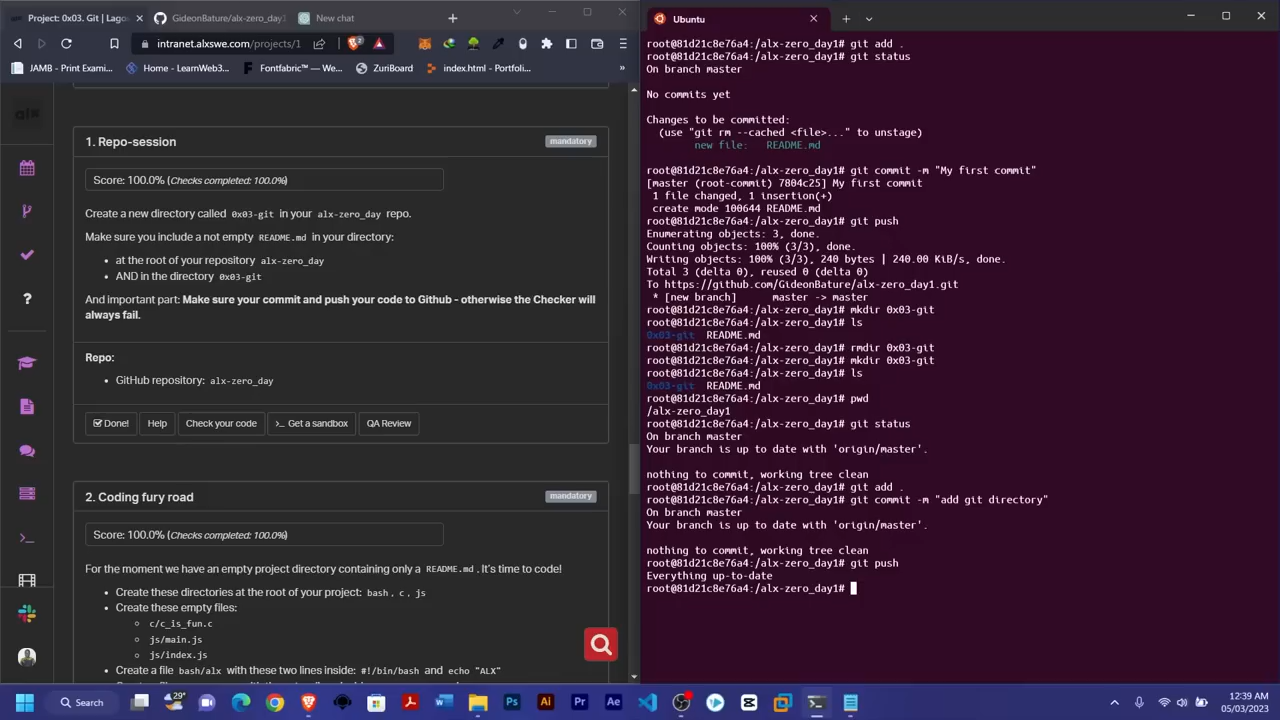 Project: 0x03. Git | Lago
GideonBature/alx-zero_day1
New chat
intranet.alxswe.com/projects/1
JAMB - Print Exami...
Home - LearnWeb3...
Fontfabric™ — We...
ZunBoard
index.html - Portfolio...
»
1. Repo-session
mandatory
Score: 100.0% (Checks completed: 100.0%)
Create a new directory called 0x03-git in your alx-zero_day repo.
Make sure you include a not empty README.md in your directory:
at the root of your repository alx-zero_day
AND in the directory 0x03-git
And important part: Make sure your commit and push your code to Github - otherwise the Checker will
always fail.
Repo:
GitHub repository: alx-zero_day
Done!
Help
Check your code
>_ Get a sandbox
QA Review
2. Coding fury road
mandatory
Score: 100.0% (Checks completed: 100.0%)
For the moment we have an empty project directory containing only a README.md. It's time to code!
Create these directories at the root of your project: bash, c, js
Create these empty files:
c/c_is_fun.c
js/main.js
js/index.js
Create a file bash/alx with these two lines inside: #!/bin/bash and echo "ALX"
Ubuntu
root@81d21c8e76a4:/alx-zero_day1# git add .
root@81d21c8e76a4:/alx-zero_day1# git status
On branch master
No commits yet
Changes to be committed:
(use "git rm --cached <file>..." to unstage)
new file: README.md
root@81d21c8e76a4:/alx-zero_day1# git commit -m "My first commit"
[master (root-commit) 7804c25] My first commit
1 file changed, 1 insertion(+)
create mode 100644 README.md
root@81d21c8e76a4:/alx-zero_day1# git push
Enumerating objects: 3, done.
Counting objects: 100% (3/3), done.
Writing objects: 100% (3/3), 240 bytes | 240.00 KiB/s, done.
Total 3 (delta 0), reused 0 (delta 0)
To https://github.com/GideonBature/alx-zero_day1.git
* [new branch] master -> master
root@81d21c8e76a4:/alx-zero_day1# mkdir 0x03-git
root@81d21c8e76a4:/alx-zero_day1# ls
0x03-git README.md
root@81d21c8e76a4:/alx-zero_day1# rmdir 0x03-git
root@81d21c8e76a4:/alx-zero_day1# mkdir 0x03-git
root@81d21c8e76a4:/alx-zero_day1# ls
0x03-git README.md
root@81d21c8e76a4:/alx-zero_day1# pwd
/alx-zero_day1
root@81d21c8e76a4:/alx-zero_day1# git status
On branch master
Your branch is up to date with 'origin/master'.
nothing to commit, working tree clean
root@81d21c8e76a4:/alx-zero_day1# git add .
root@81d21c8e76a4:/alx-zero_day1# git commit -m "add git directory"
On branch master
Your branch is up to date with 'origin/master'.
nothing to commit, working tree clean
root@81d21c8e76a4:/alx-zero_day1# git push
Everything up-to-date
root@81d21c8e76a4:/alx-zero_day1#
Search
29°
12:39 AM
05/03/2023